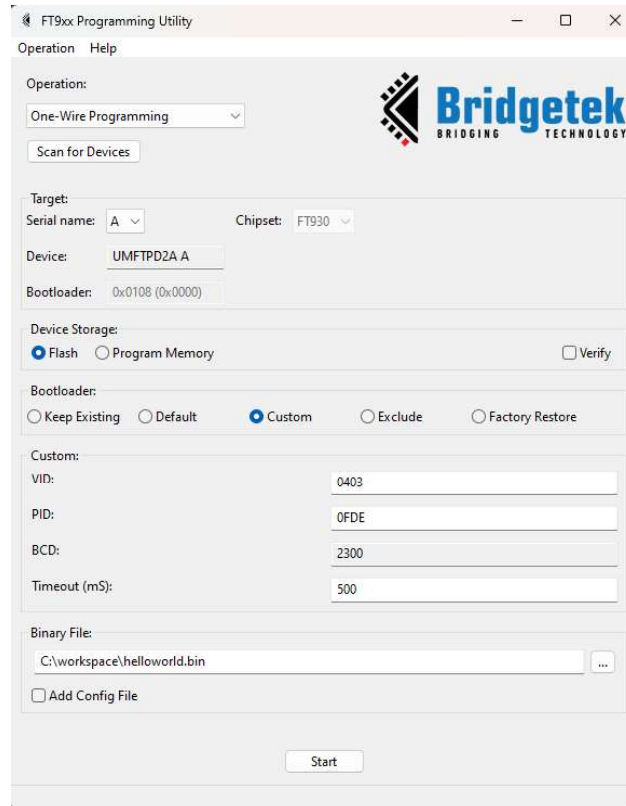 FT9xx Programming Utility
Operation Help
Operation:
One-Wire Programming
Scan for Devices
Bridgetek
BRIDGING TECHNOLOGY
Target:
Serial name: A Chipset: FT930
Device: UMFTPD2A A
Bootloader: 0x0108 (0x0000)
Device Storage:
Flash Program Memory Verify
Bootloader:
Keep Existing Default Custom Exclude Factory Restore
Custom:
VID: 0403
PID: 0FDE
BCD: 2300
Timeout (mS): 500
Binary File:
C:\workspace\helloworld.bin ...
Add Config File
Start